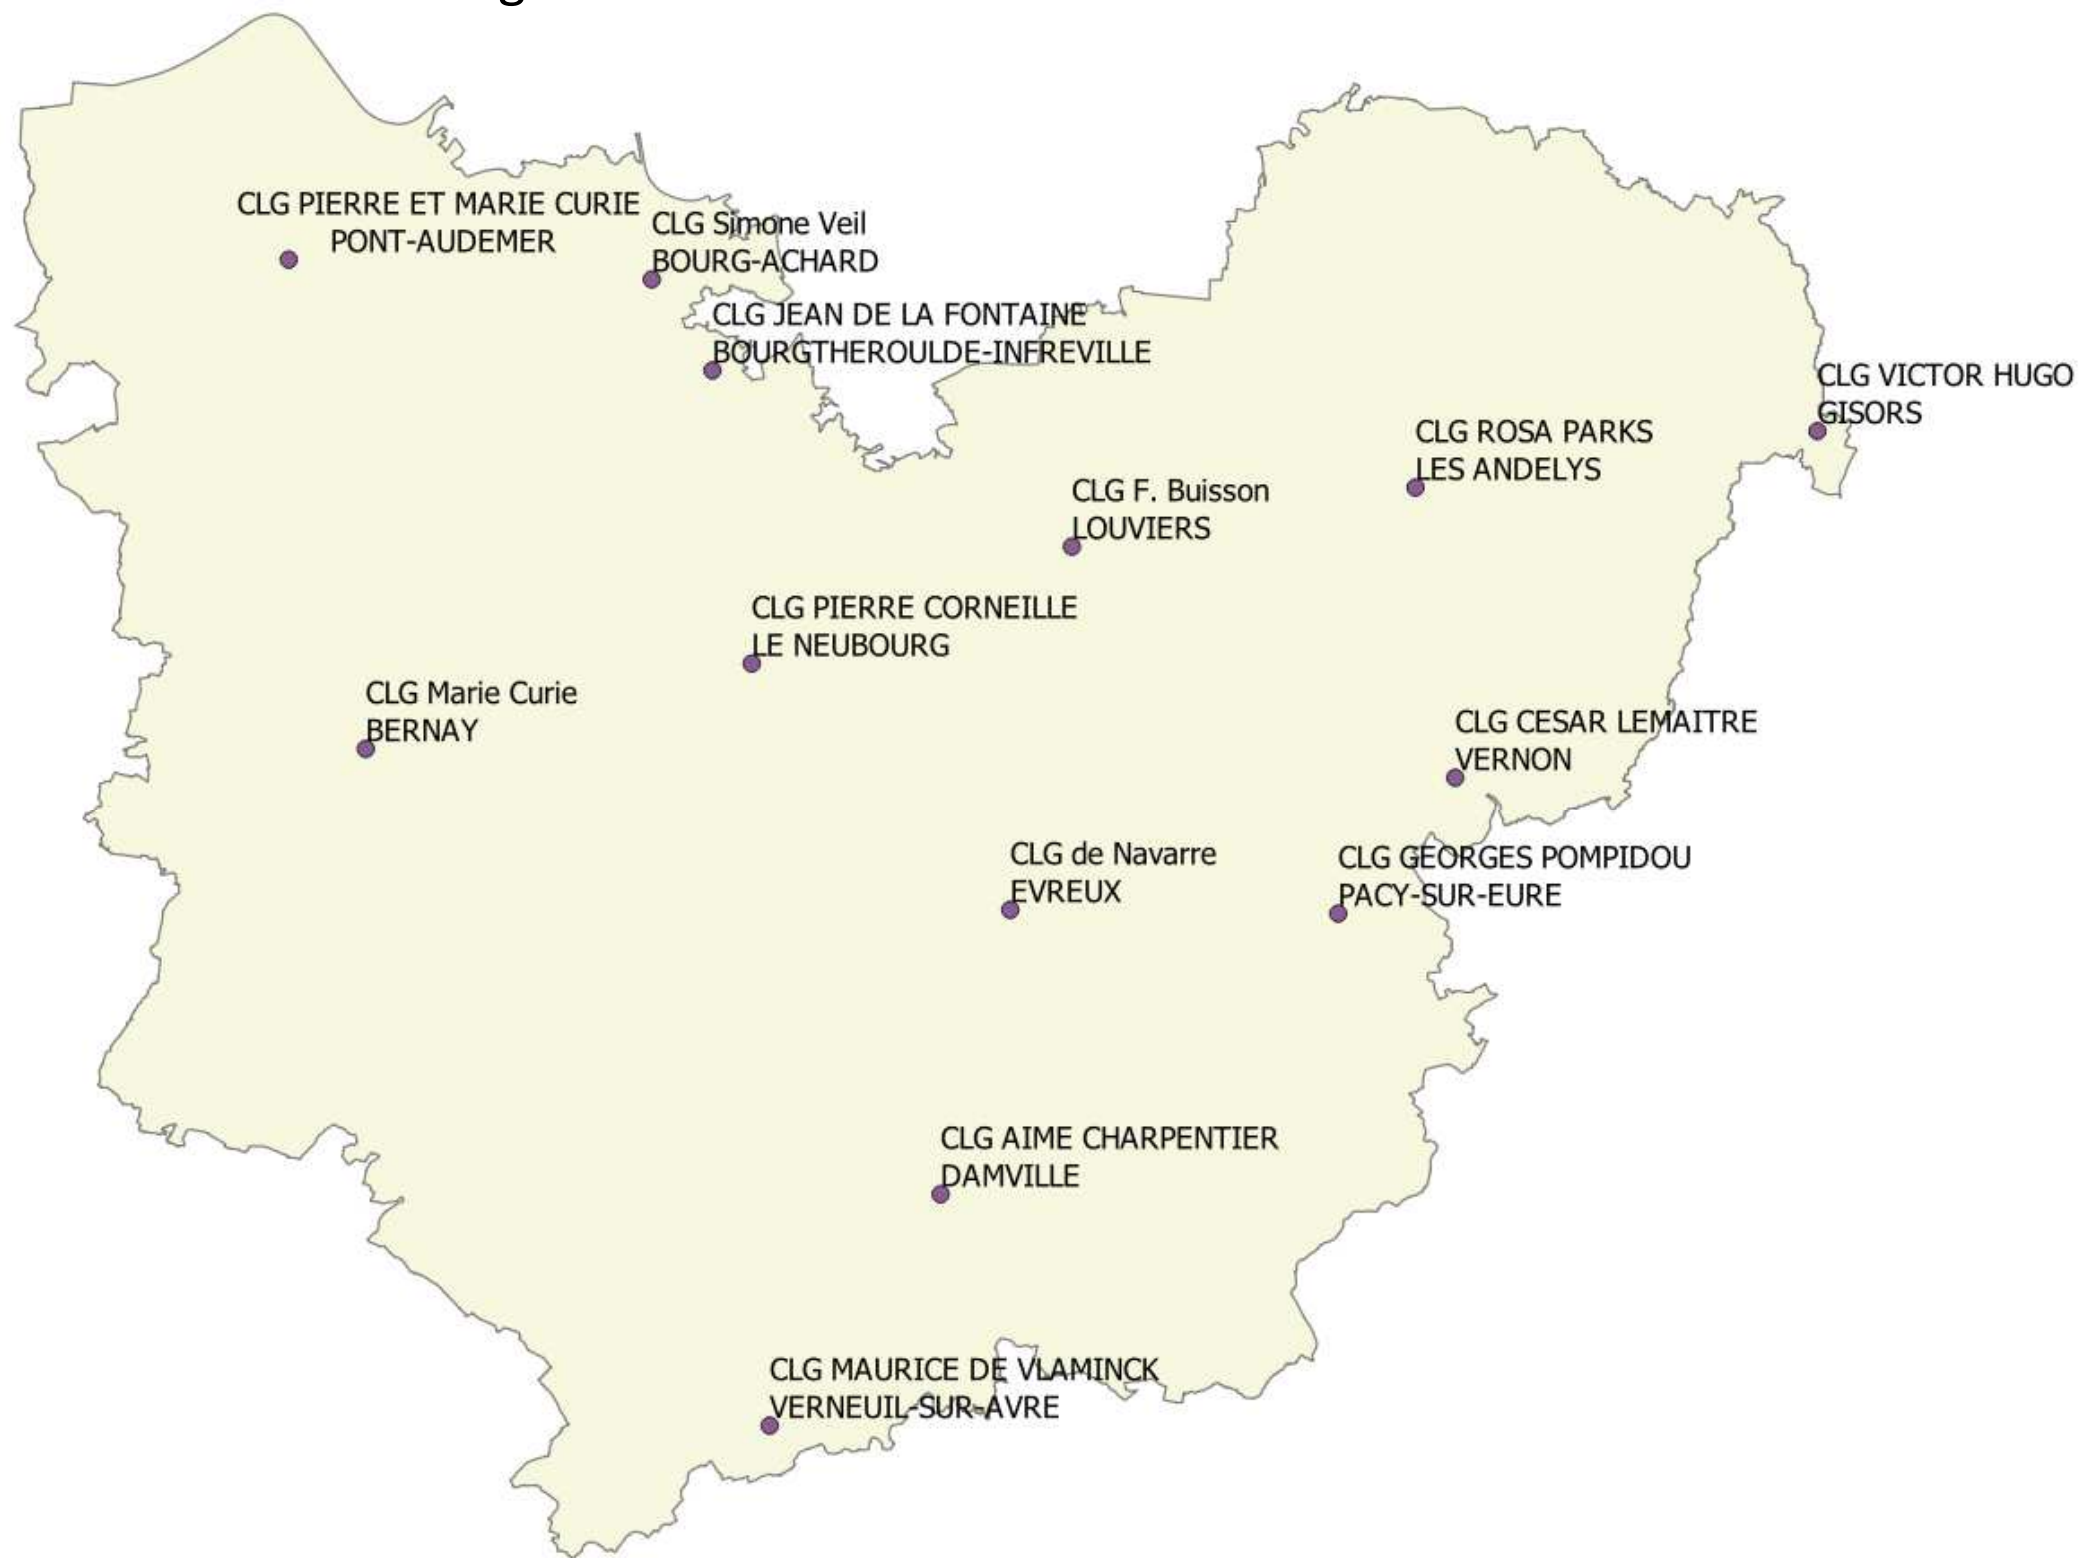 CLG PIERRE ET MARIE CURIE
PONT-AUDEMER
CLG Simone Veil
BOURG-ACHARD
CLG JEAN DE LA FONTAINE
BOURGTHEROULDE-INFREVILLE
CLG VICTOR HUGO
GISORS
CLG ROSA PARKS
LES ANDELYS
CLG F. Buisson
LOUVIERS
CLG PIERRE CORNEILLE
LE NEUBOURG
CLG Marie Curie
BERNAY
CLG CESAR LEMAITRE
VERNON
CLG de Navarre
EVREUX
CLG GEORGES POMPIDOU
PACY-SUR-EURE
CLG AIME CHARPENTIER
DAMVILLE
CLG MAURICE DE VLAMINCK
VERNEUIL-SUR-AVRE